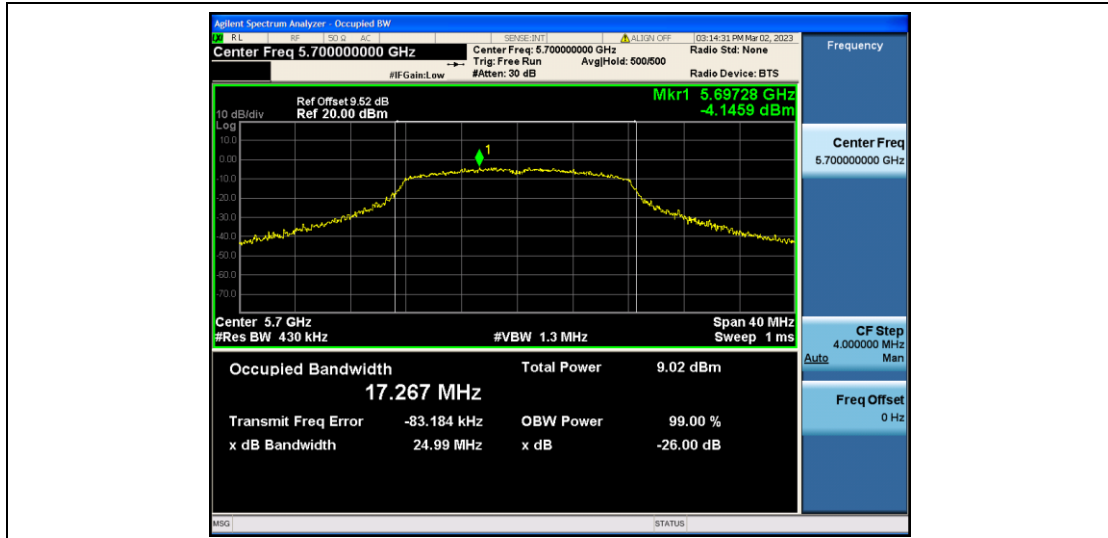 Agilent Spectrum Analyzer - Occupied BW
RL RF 50 Ω AC SENSE:INT ALIGN OFF 03:14:31 PM Mar 02, 2023
Center Freq 5.700000000 GHz
Center Freq: 5.700000000 GHz
Radio Std: None
Trig: Free Run Avg|Hold: 500/500
#IFGain:Low
#Atten: 30 dB
Radio Device: BTS
Ref Offset 9.52 dB
Mkr1 5.69728 GHz
10 dB/div
Ref 20.00 dBm
-4.1459 dBm
Log
10.0
0.00
-10.0
-20.0
-30.0
-40.0
-50.0
-60.0
-70.0
1
Center 5.7 GHz
Span 40 MHz
#Res BW 430 kHz
#VBW 1.3 MHz
Sweep 1 ms
Occupied Bandwidth
Total Power 9.02 dBm
17.267 MHz
Transmit Freq Error -83.184 kHz
OBW Power 99.00 %
x dB Bandwidth 24.99 MHz
x dB -26.00 dB
Frequency
Center Freq
5.700000000 GHz
CF Step
4.000000 MHz
Auto Man
Freq Offset
0 Hz
MSG
STATUS